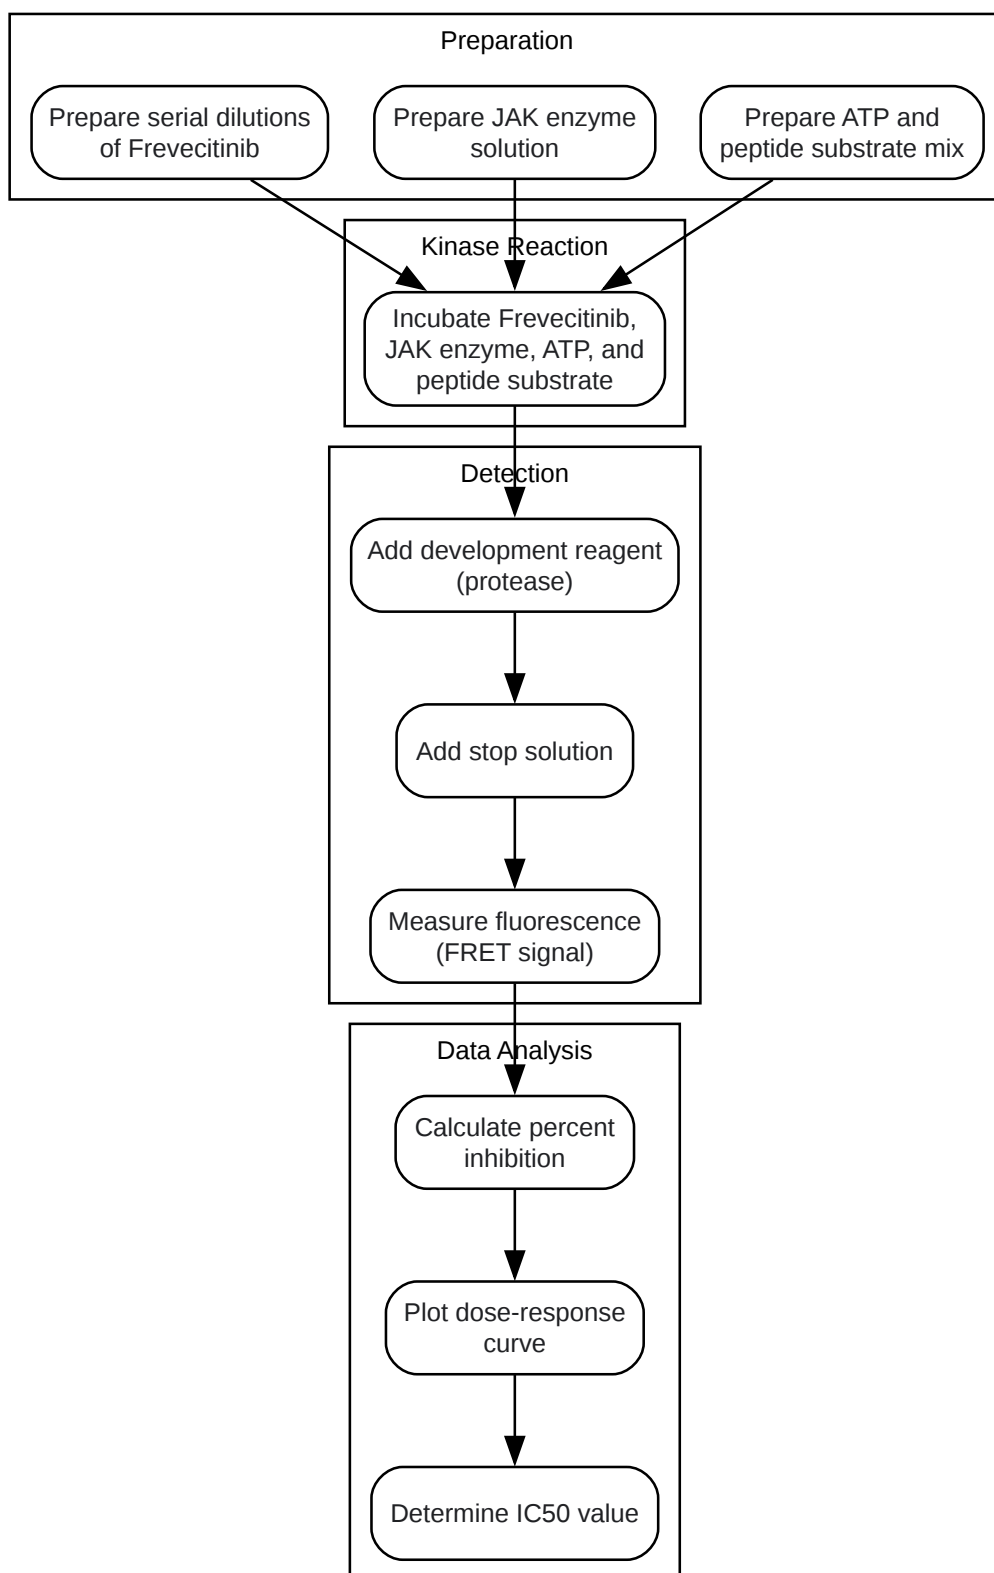 Preparation
Prepare serial dilutions
of Frevecitinib
Prepare JAK enzyme
solution
Prepare ATP and
peptide substrate mix
Kinase Reaction
Incubate Frevecitinib,
JAK enzyme, ATP, and
peptide substrate
Detection
Add development reagent
(protease)
Add stop solution
Measure fluorescence
(FRET signal)
Data Analysis
Calculate percent
inhibition
Plot dose-response
curve
Determine IC50 value